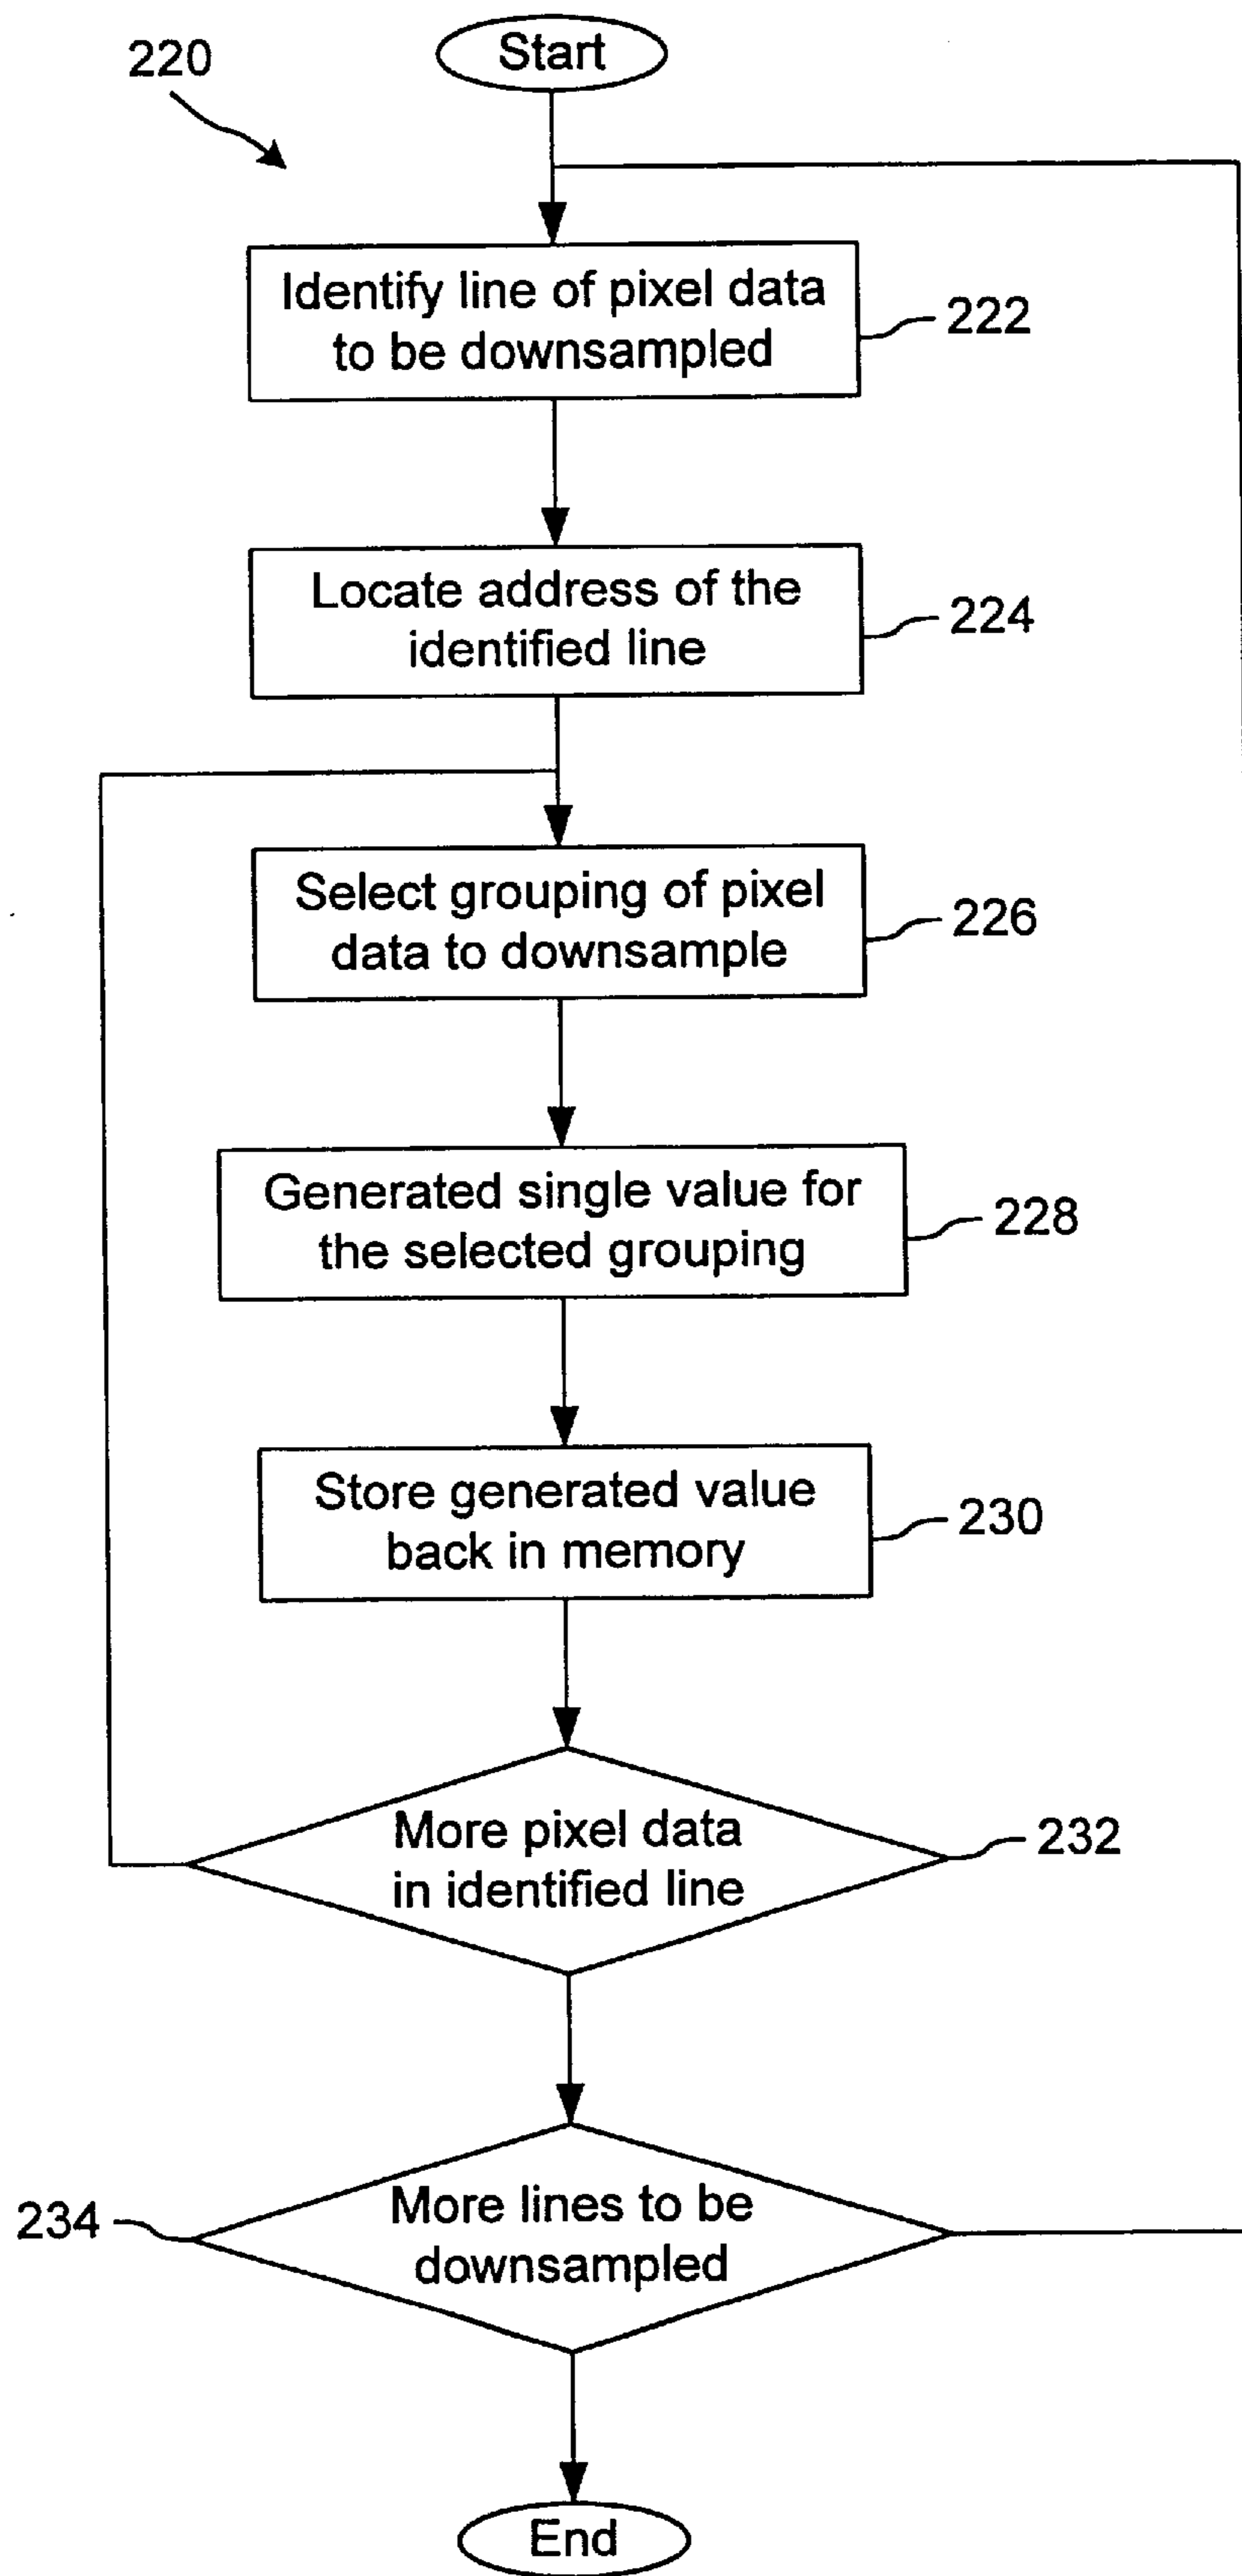 220
Start
Identify line of pixel data
to be downsampled
222
Locate address of the
identified line
224
Select grouping of pixel
data to downsample
226
Generated single value for
the selected grouping
228
Store generated value
back in memory
230
More pixel data
in identified line
232
234
More lines to be
downsampled
End